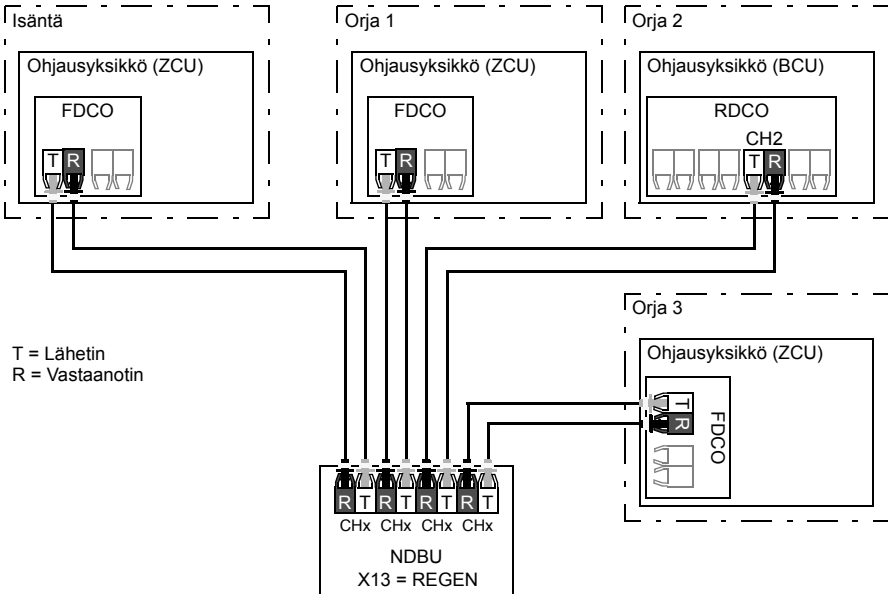 Isäntä
Ohjausyksikkö (ZCU)
FDCO
T R
Orja 1
Ohjausyksikkö (ZCU)
FDCO
T R
Orja 2
Ohjausyksikkö (BCU)
RDCO
CH2
T R
T = Lähetin
R = Vastaanotin
Orja 3
Ohjausyksikkö (ZCU)
T
R
FDCO
R T R T R T R T
CHx CHx CHx CHx
NDBU
X13 = REGEN